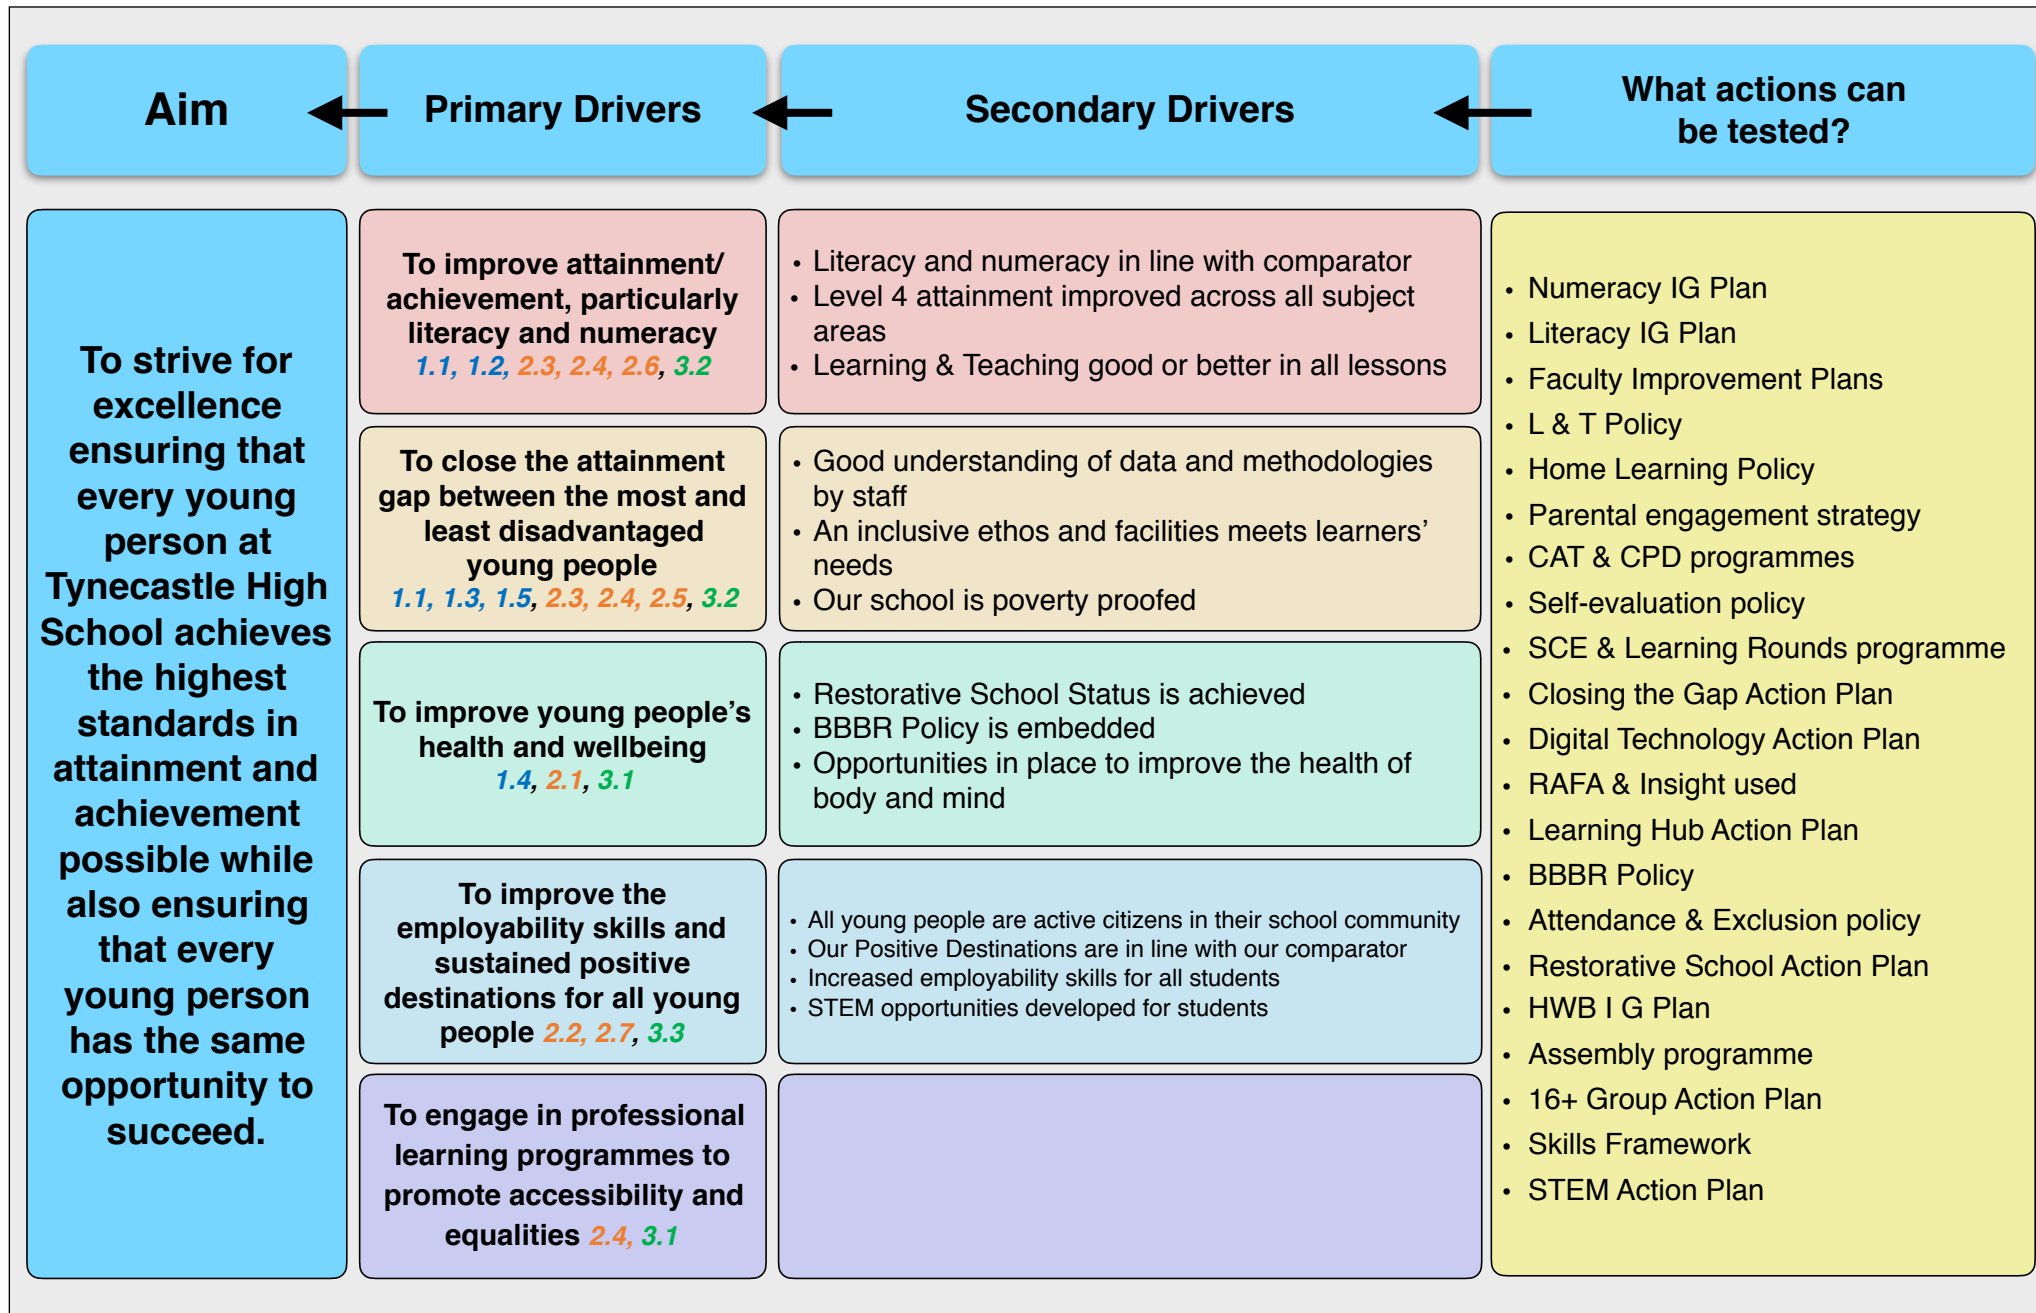 Aim
Primary Drivers
Secondary Drivers
What actions can
be tested?
To strive for
excellence
ensuring that
every young
person at
Tynecastle High
School achieves
the highest
standards in
attainment and
achievement
possible while
also ensuring
that every
young person
has the same
opportunity to
succeed.
To improve attainment/
achievement, particularly
literacy and numeracy
1.1, 1.2, 2.3, 2.4, 2.6, 3.2
• Literacy and numeracy in line with comparator
• Level 4 attainment improved across all subject
areas
• Learning & Teaching good or better in all lessons
To close the attainment
gap between the most and
least disadvantaged
young people
1.1, 1.3, 1.5, 2.3, 2.4, 2.5, 3.2
• Good understanding of data and methodologies
by staff
• An inclusive ethos and facilities meets learners’
needs
• Our school is poverty proofed
To improve young people’s
health and wellbeing
1.4, 2.1, 3.1
• Restorative School Status is achieved
• BBBR Policy is embedded
• Opportunities in place to improve the health of
body and mind
To improve the
employability skills and
sustained positive
destinations for all young
people 2.2, 2.7, 3.3
• All young people are active citizens in their school community
• Our Positive Destinations are in line with our comparator
• Increased employability skills for all students
• STEM opportunities developed for students
To engage in professional
learning programmes to
promote accessibility and
equalities 2.4, 3.1
• Numeracy IG Plan
• Literacy IG Plan
• Faculty Improvement Plans
• L & T Policy
• Home Learning Policy
• Parental engagement strategy
• CAT & CPD programmes
• Self-evaluation policy
• SCE & Learning Rounds programme
• Closing the Gap Action Plan
• Digital Technology Action Plan
• RAFA & Insight used
• Learning Hub Action Plan
• BBBR Policy
• Attendance & Exclusion policy
• Restorative School Action Plan
• HWB I G Plan
• Assembly programme
• 16+ Group Action Plan
• Skills Framework
• STEM Action Plan